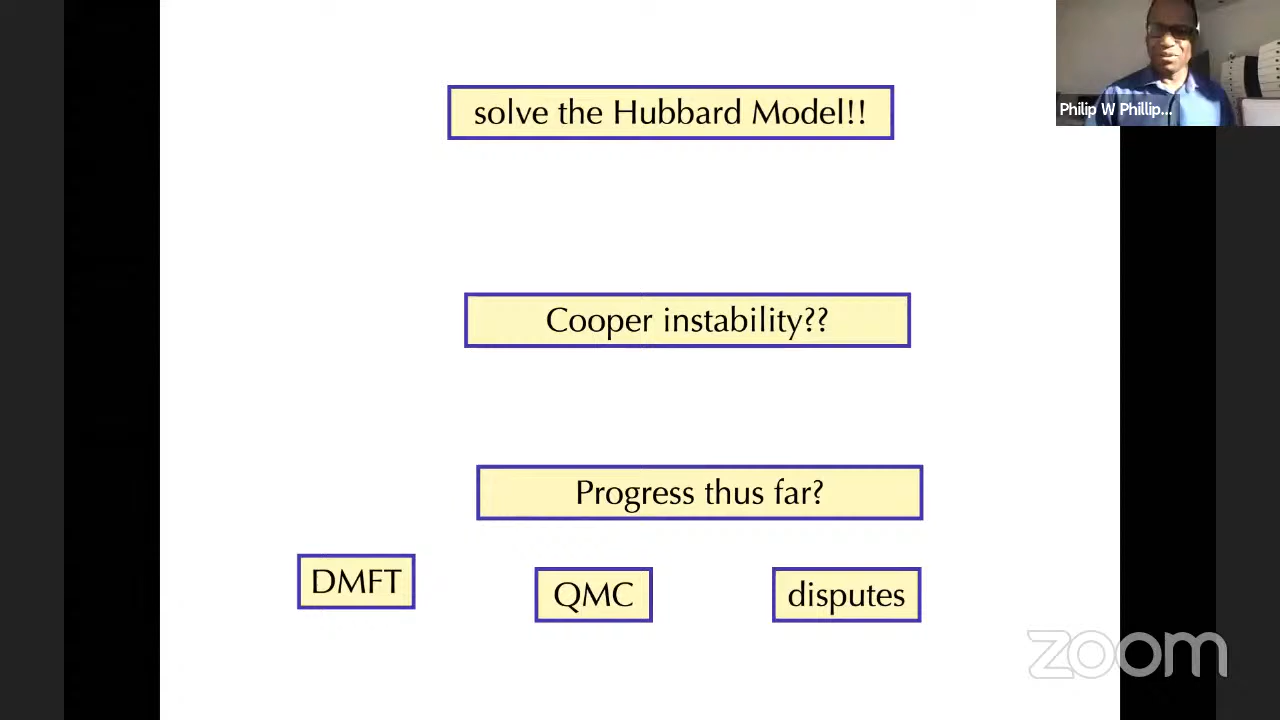 solve the Hubbard Model!!
Philip W Phillip...
Cooper instability??
Progress thus far?
DMFT
QMC
disputes
zoom